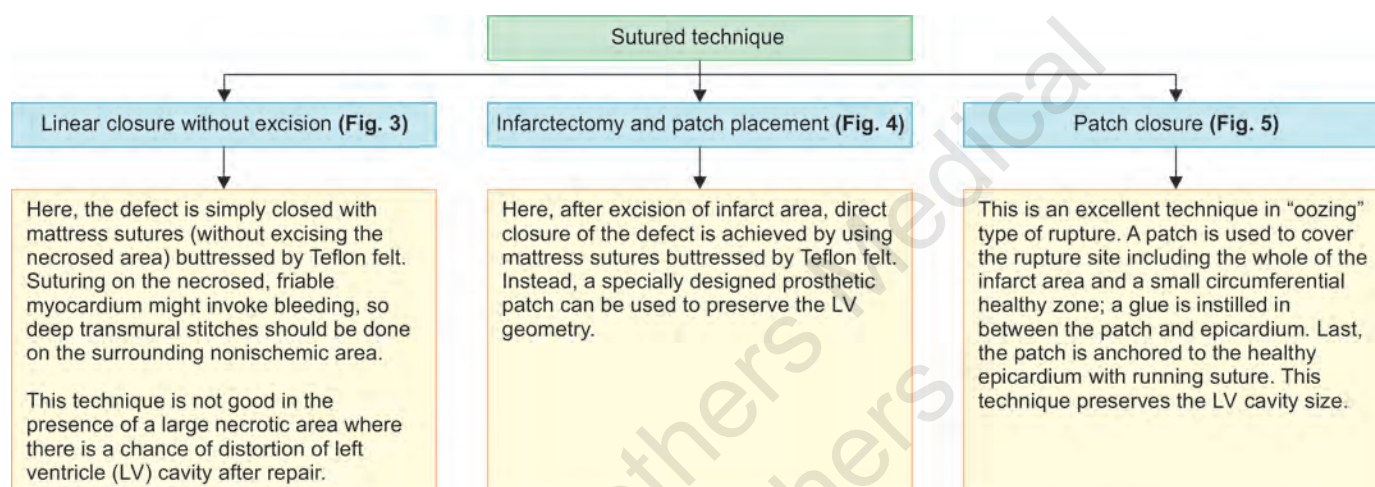 Sutured technique
Linear closure without excision (Fig. 3)
Here, the defect is simply closed with
mattress sutures (without excising the
necrosed area) buttressed by Teflon felt.
Suturing on the necrosed, friable
myocardium might invoke bleeding, so
deep transmural stitches should be done
on the surrounding nonischemic area.
This technique is not good in the
presence of a large necrotic area where
there is a chance of distortion of left
ventricle (LV) cavity after repair.
Infarctectomy and patch placement (Fig. 4)
Here, after excision of infarct area, direct
closure of the defect is achieved by using
mattress sutures buttressed by Teflon felt.
Instead, a specially designed prosthetic
patch can be used to preserve the LV
geometry.
Patch closure (Fig. 5)
This is an excellent technique in “oozing”
type of rupture. A patch is used to cover
the rupture site including the whole of the
infarct area and a small circumferential
healthy zone; a glue is instilled in
between the patch and epicardium. Last,
the patch is anchored to the healthy
epicardium with running suture. This
technique preserves the LV cavity size.
thers Medical
hers